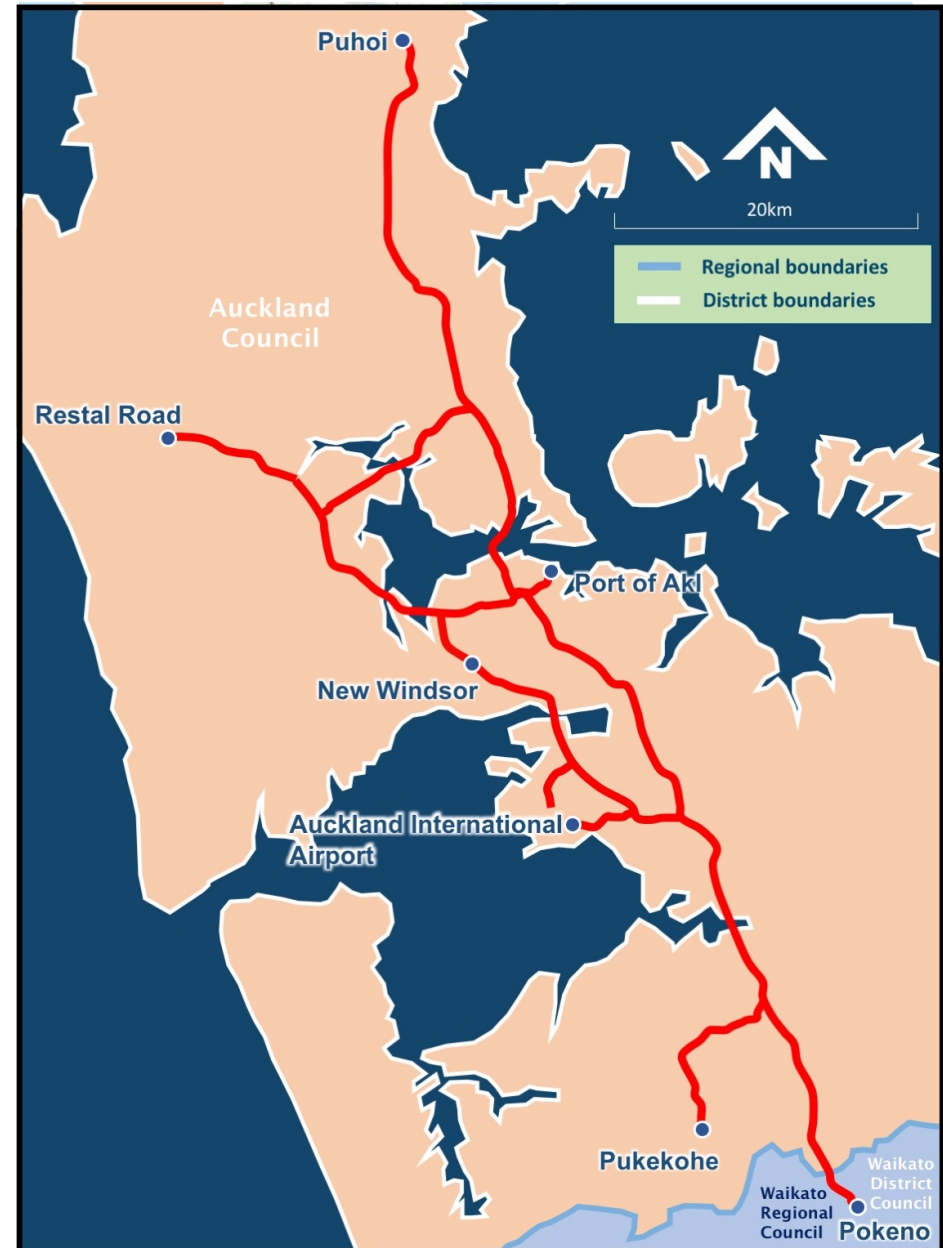 Puhoi
N
20km
Regional boundaries
District boundaries
Auckland
Council
Restal Road
Port of Akl
New Windsor
Auckland International
Airport
Pukekohe
Waikato
District
Council
Waikato
Regional
Council
Pokeno